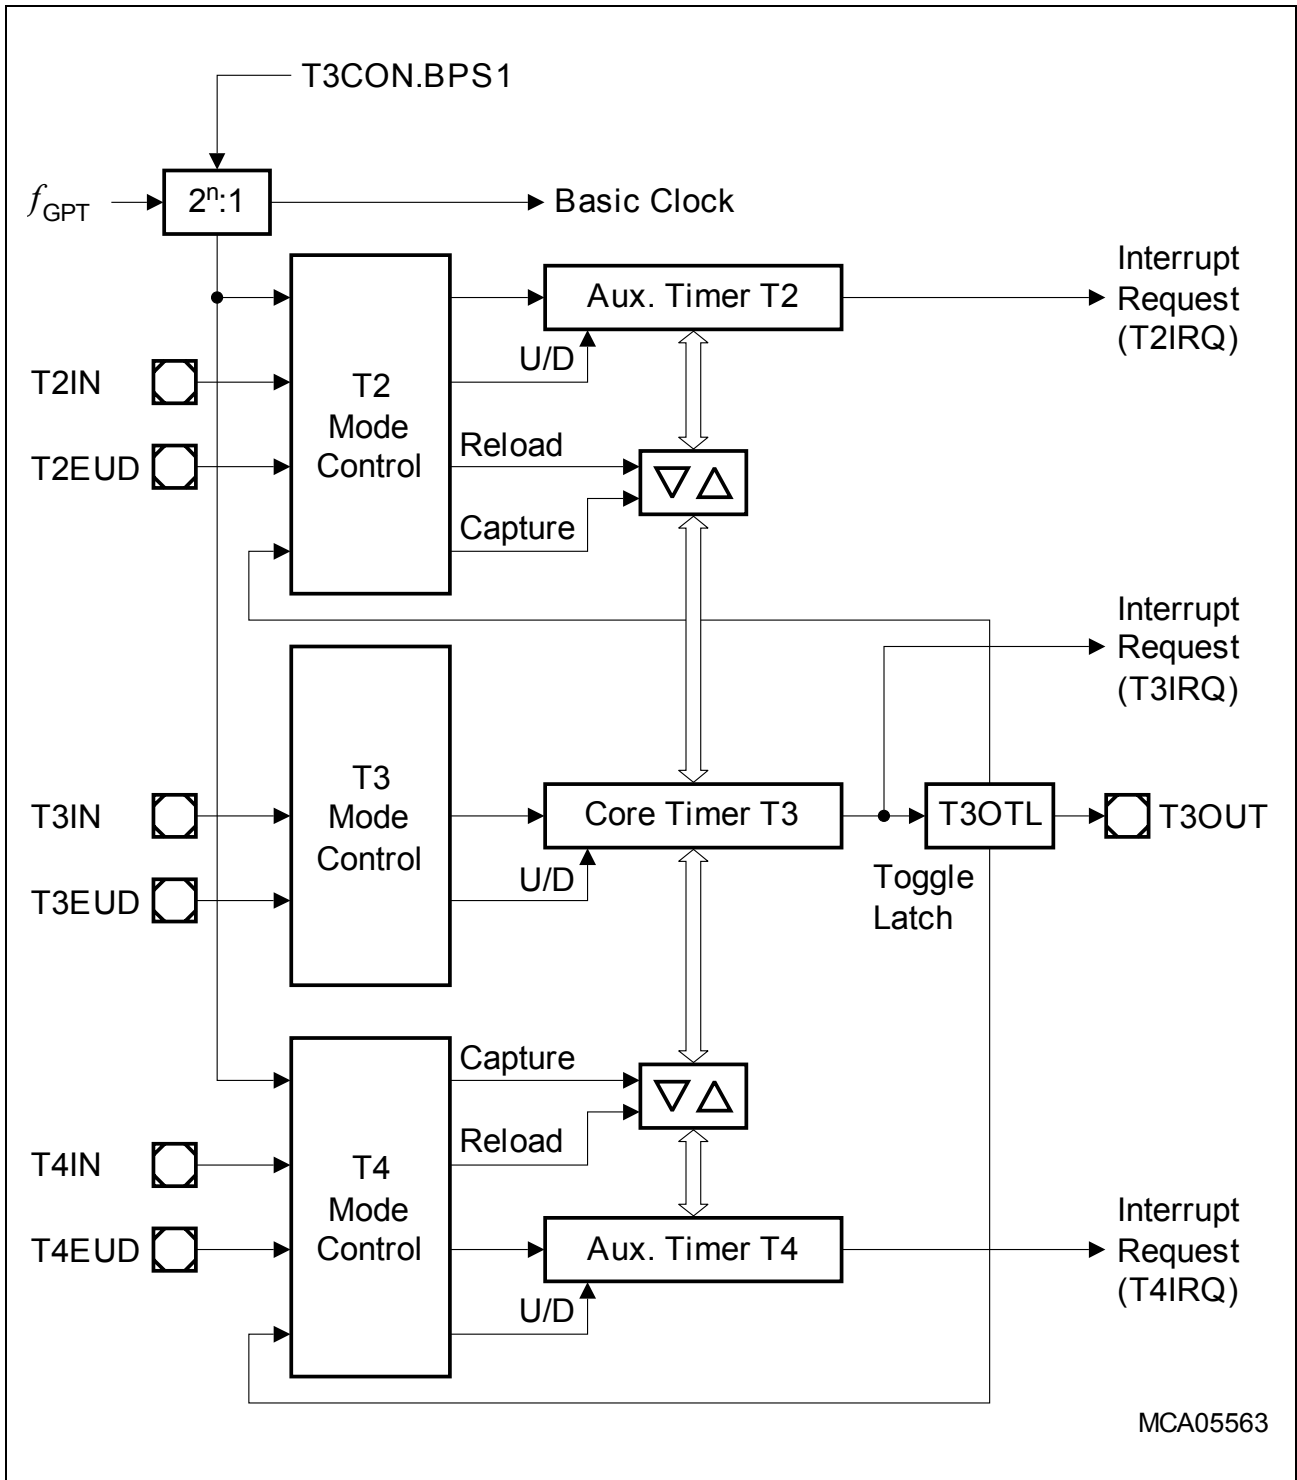 T3CON.BPS1
fGPT
2n:1
Basic Clock
Interrupt
Request
(T2IRQ)
Aux. Timer T2
U/D
T2IN
T2
Mode
Control
T2EUD
Reload
Capture
Interrupt
Request
(T3IRQ)
T3
Mode
Control
T3IN
Core Timer T3
T3OTL
T3OUT
U/D
Toggle
Latch
T3EUD
Capture
Reload
T4IN
T4
Mode
Control
T4EUD
Aux. Timer T4
U/D
Interrupt
Request
(T4IRQ)
MCA05563